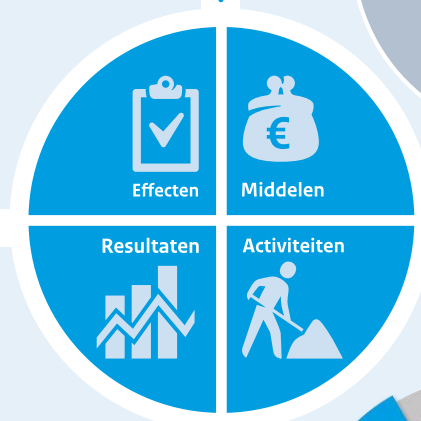 €
Effecten
Middelen
Resultaten
Activiteiten